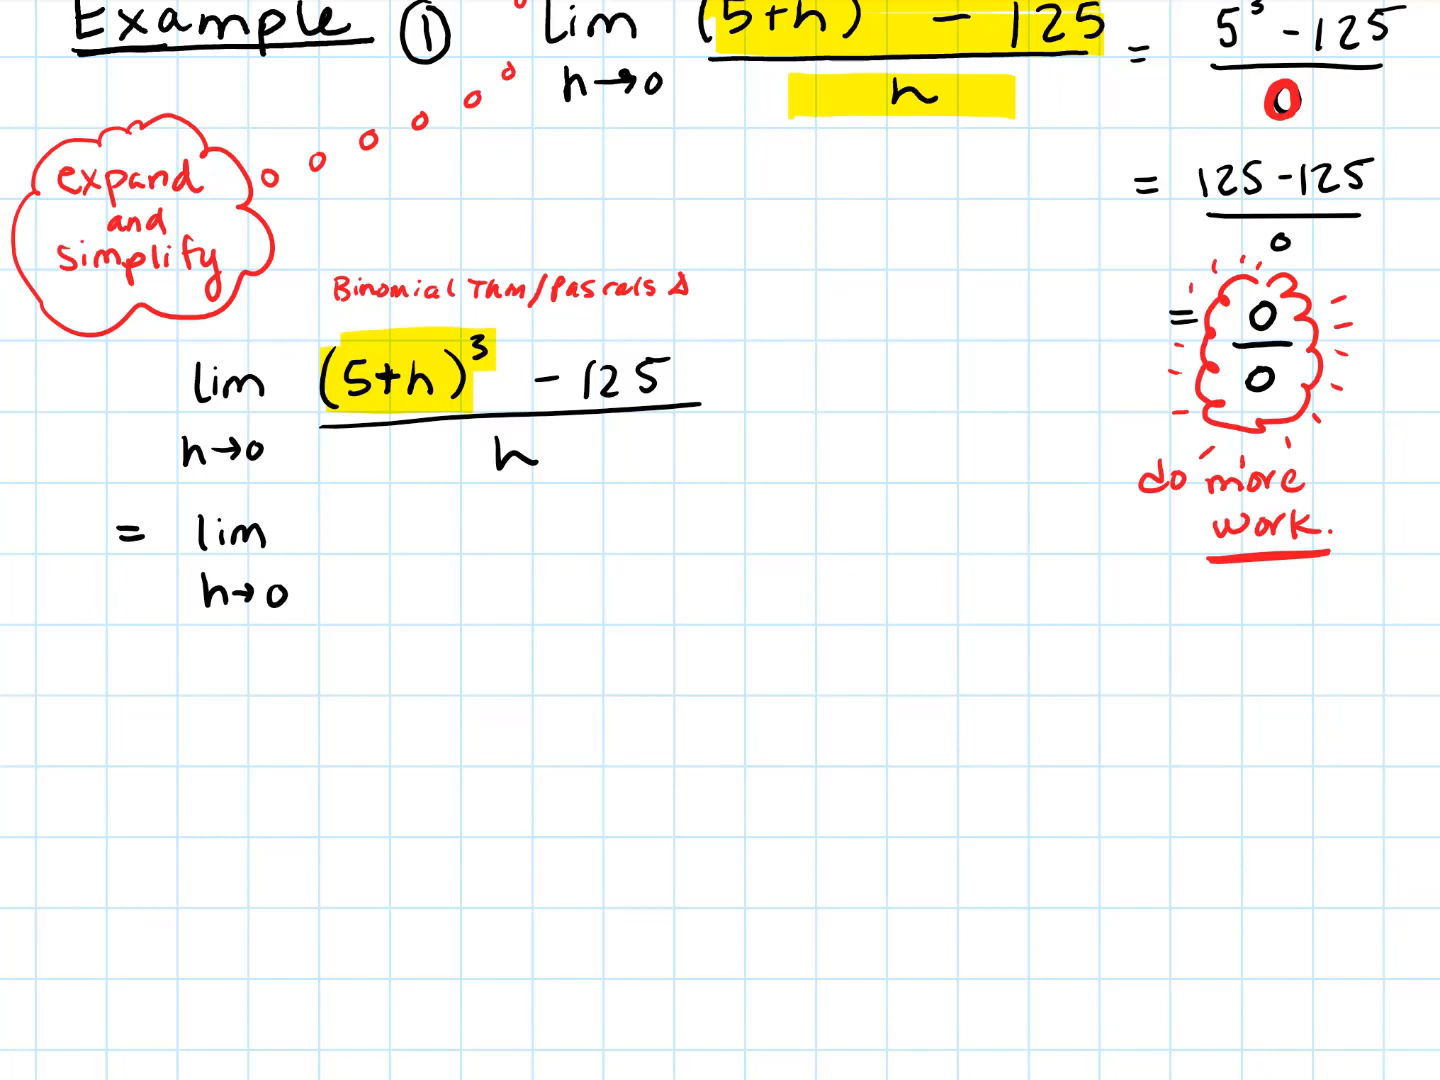 Example ① lim (5+h) - 125 = 5³ - 125
h→0 h 0
= 125 - 125
0
expand
and
simplify
Binomial Thm/Pascals Δ
= 0
0
lim (5+h)³ - 125
h→0 h
do more
work.
= lim
h→0